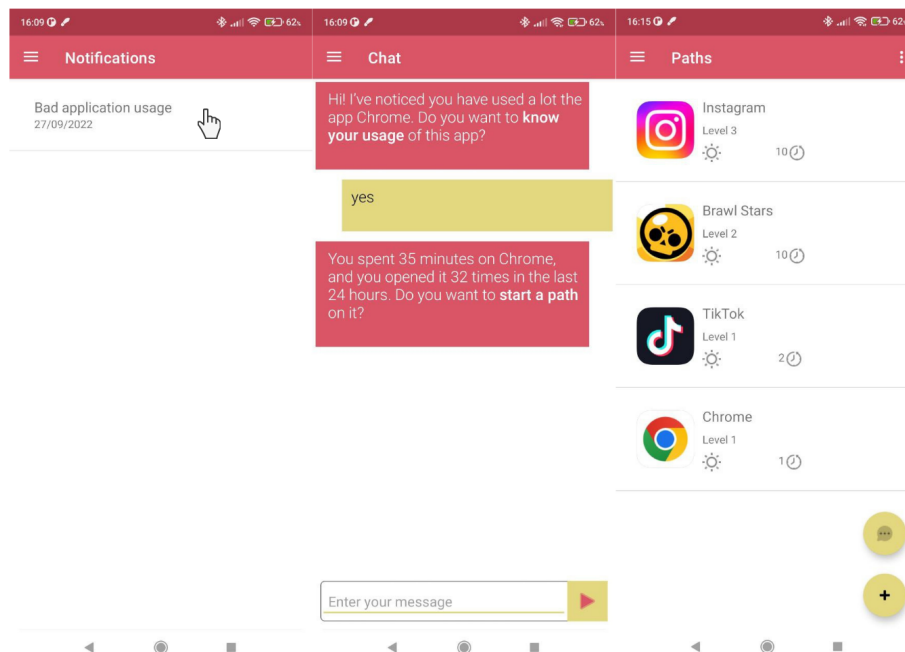 16:09
62%
Notifications
Bad application usage
27/09/2022
16:09
62%
Chat
Hi! I've noticed you have used a lot the
app Chrome. Do you want to know
your usage of this app?
yes
You spent 35 minutes on Chrome,
and you opened it 32 times in the last
24 hours. Do you want to start a path
on it?
Enter your message
16:15
62
Paths
Instagram
Level 3
10
Brawl Stars
Level 2
10
TikTok
Level 1
2
Chrome
Level 1
1
+